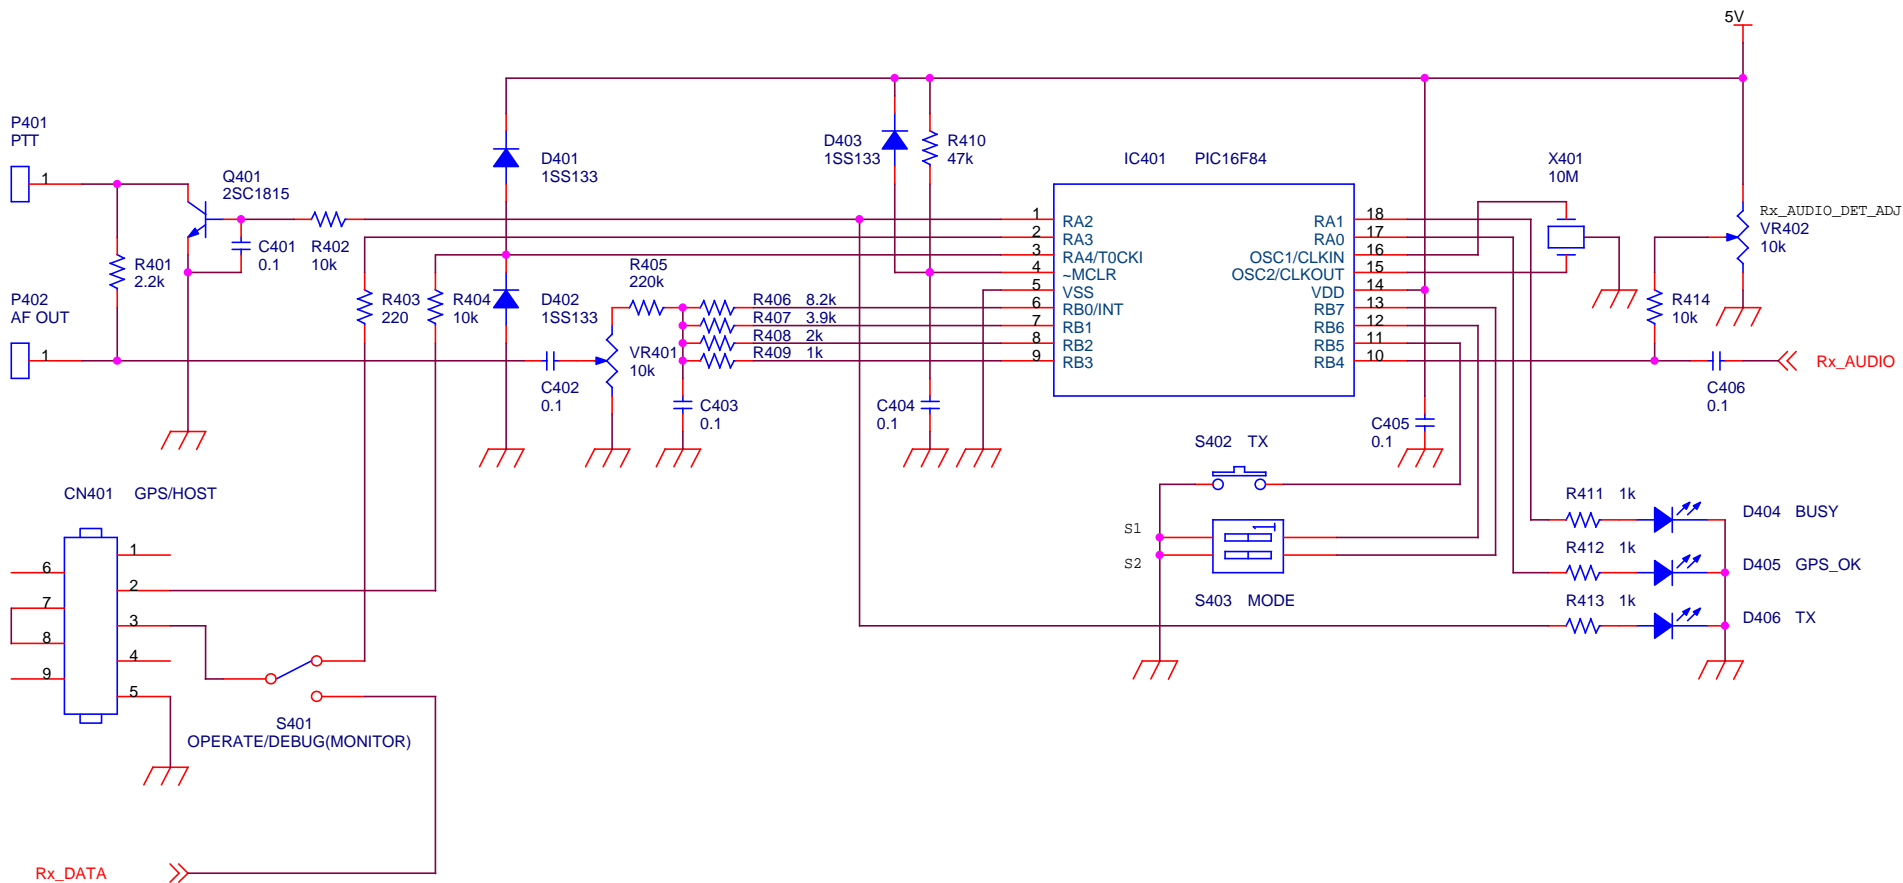 5V
P401
PTT
1
Q401
2SC1815
C401
0.1
R402
10k
R401
2.2k
P402
AF OUT
1
D401
1SS133
D403
1SS133
R410
47k
IC401 PIC16F84
X401
10M
Rx_AUDIO_DET_ADJ
VR402
10k
1 RA2
2 RA3
3 RA4/T0CKI
4 ~MCLR
5 VSS
6 RB0/INT
7 RB1
8 RB2
9 RB3
RA1 18
RA0 17
OSC1/CLKIN 16
OSC2/CLKOUT 15
VDD 14
RB7 13
RB6 12
RB5 11
RB4 10
R403
220
R404
10k
D402
1SS133
R405
220k
R406 8.2k
R407 3.9k
R408 2k
R409 1k
VR401
10k
C402
0.1
C403
0.1
C404
0.1
C405
0.1
R414
10k
C406
0.1
Rx_AUDIO
S402 TX
S1
S2
S403 MODE
1
R411 1k
D404 BUSY
R412 1k
D405 GPS_OK
R413 1k
D406 TX
CN401 GPS/HOST
1
6
2
7
3
8
4
9
5
S401
OPERATE/DEBUG(MONITOR)
Rx_DATA